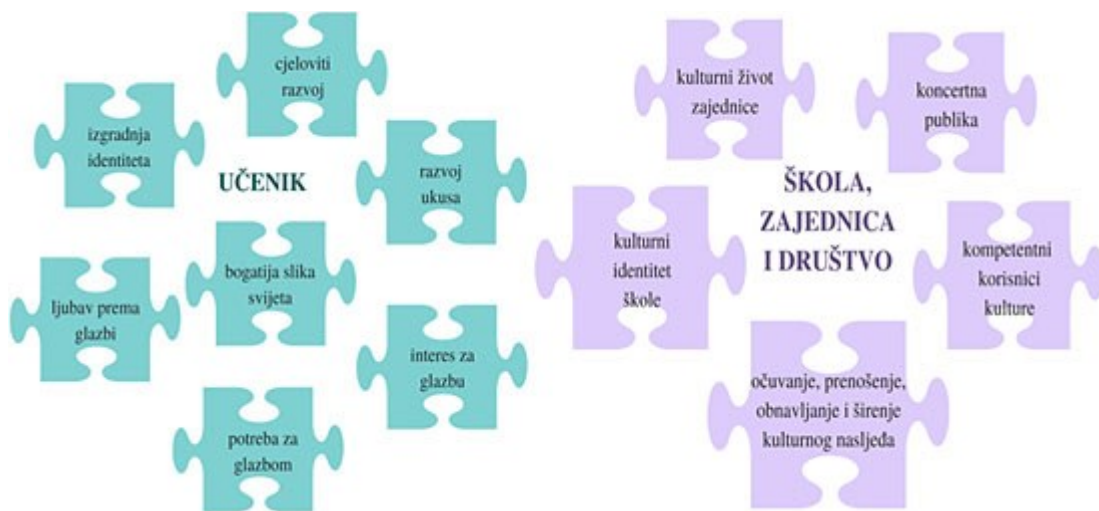 cjeloviti
razvoj
izgradnja
identiteta
UČENIK
razvoj
ukusa
bogatija slika
svijeta
ljubav prema
glazbi
interes za
glazbu
potreba za
glazbom
kulturni život
zajednice
koncertna
publika
ŠKOLA,
ZAJEDNICA
I DRUŠTVO
kulturni
identitet
škole
kompetentni
korisnici
kulture
očuvanje, prenošenje,
obnavljanje i širenje
kulturnog nasljeđa